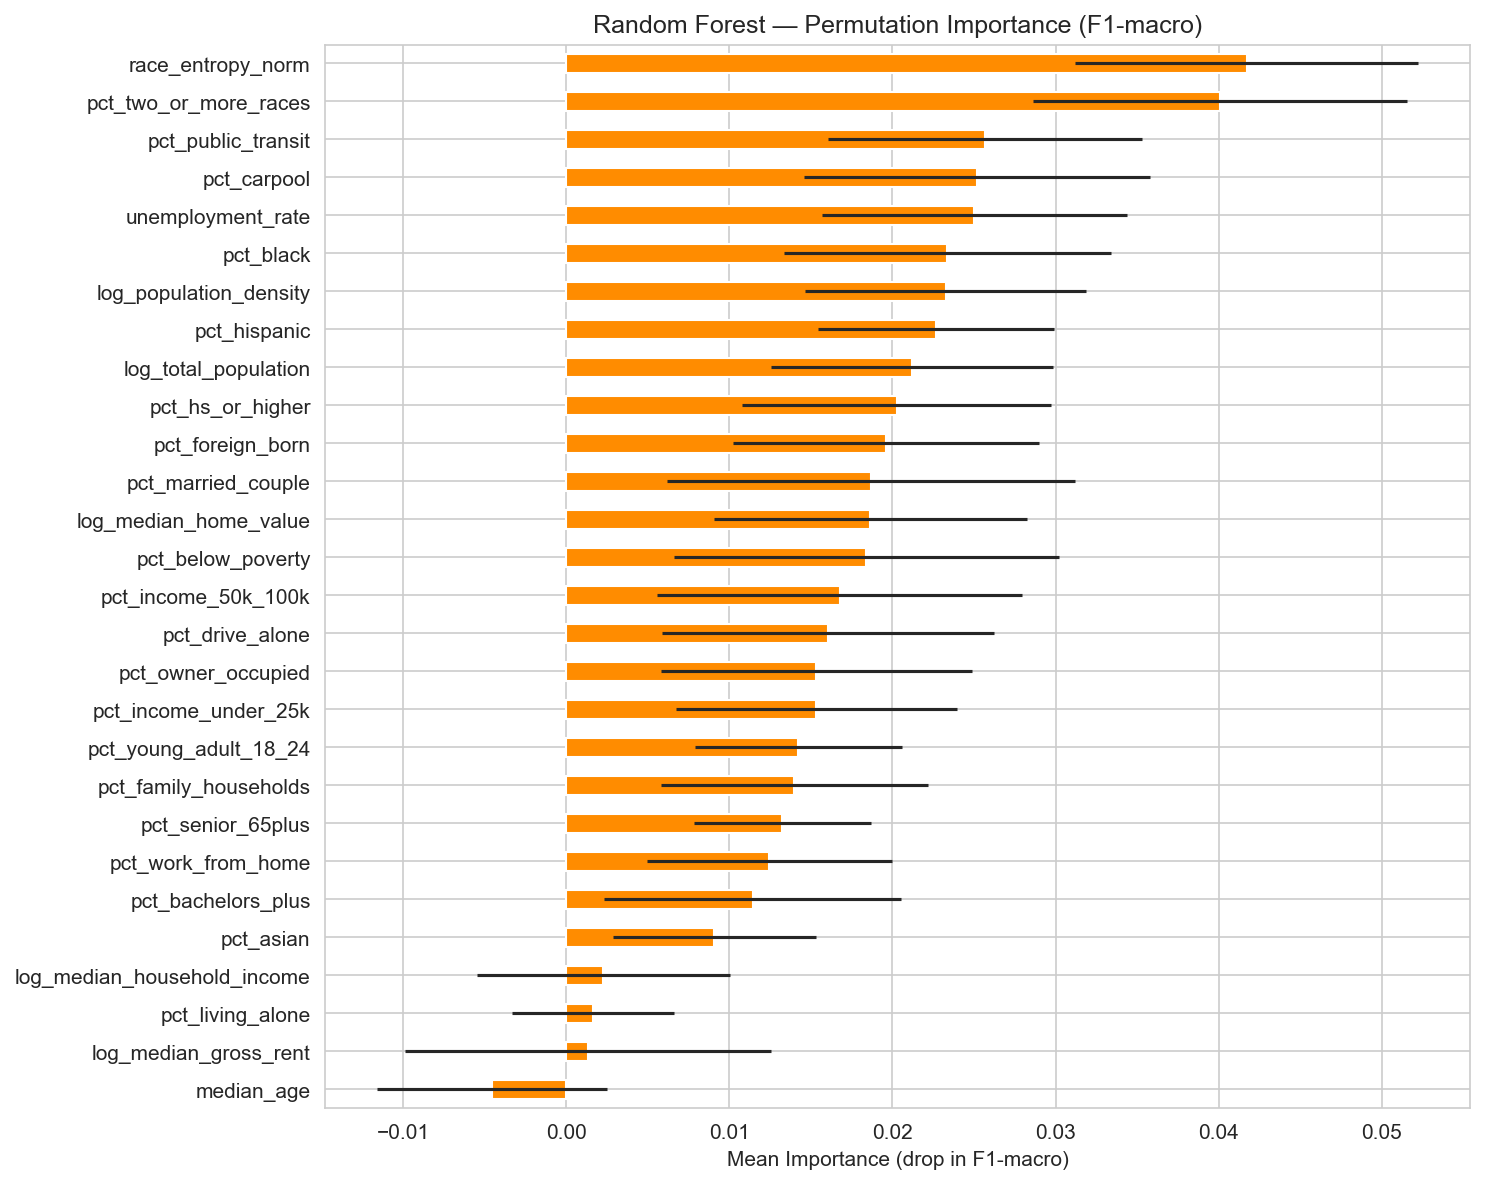 Random Forest — Permutation Importance (F1-macro)
race_entropy_norm
pct_two_or_more_races
pct_public_transit
pct_carpool
unemployment_rate
pct_black
log_population_density
pct_hispanic
log_total_population
pct_hs_or_higher
pct_foreign_born
pct_married_couple
log_median_home_value
pct_below_poverty
pct_income_50k_100k
pct_drive_alone
pct_owner_occupied
pct_income_under_25k
pct_young_adult_18_24
pct_family_households
pct_senior_65plus
pct_work_from_home
pct_bachelors_plus
pct_asian
log_median_household_income
pct_living_alone
log_median_gross_rent
median_age
−0.01 0.00 0.01 0.02 0.03 0.04 0.05
Mean Importance (drop in F1-macro)